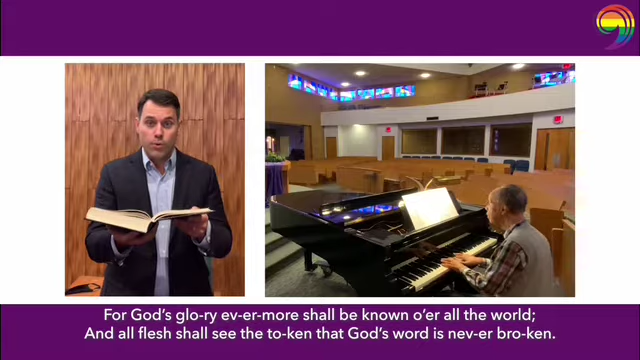 For God's glo-ry ev-er-more shall be known o'er all the world;
And all flesh shall see the to-ken that God's word is nev-er bro-ken.